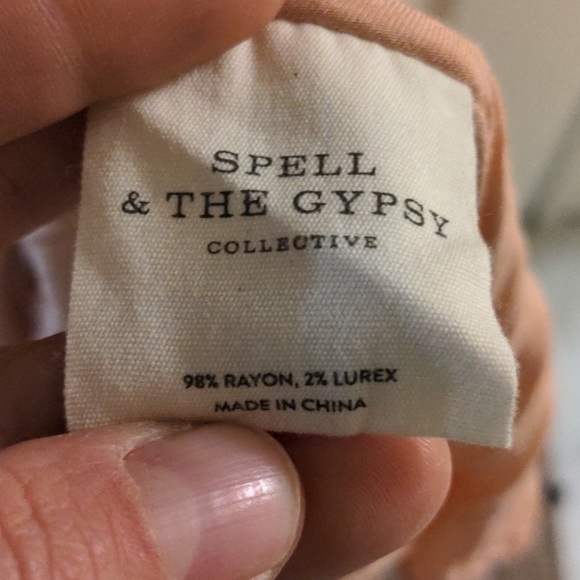 SPELL
& THE GYPSY
COLLECTIVE
98% RAYON, 2% LUREX
MADE IN CHINA